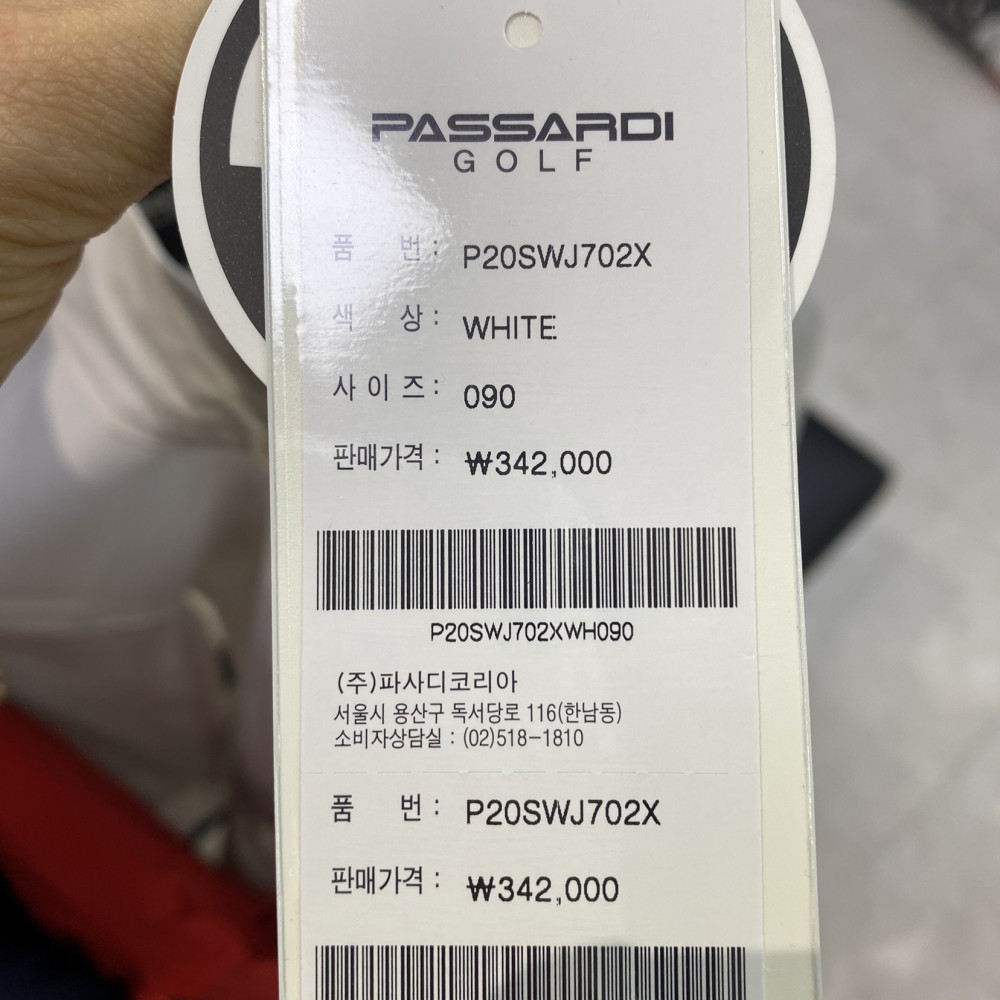 PASSARDI
GOLF
품 번 : P20SWJ702X
색 상 : WHITE
사 이 즈 : 090
판매가격 : ₩342,000
P20SWJ702XWH090
(주)파사디코리아
서울시 용산구 독서당로 116(한남동)
소비자상담실 : (02)518-1810
품 번 : P20SWJ702X
판매가격 : ₩342,000